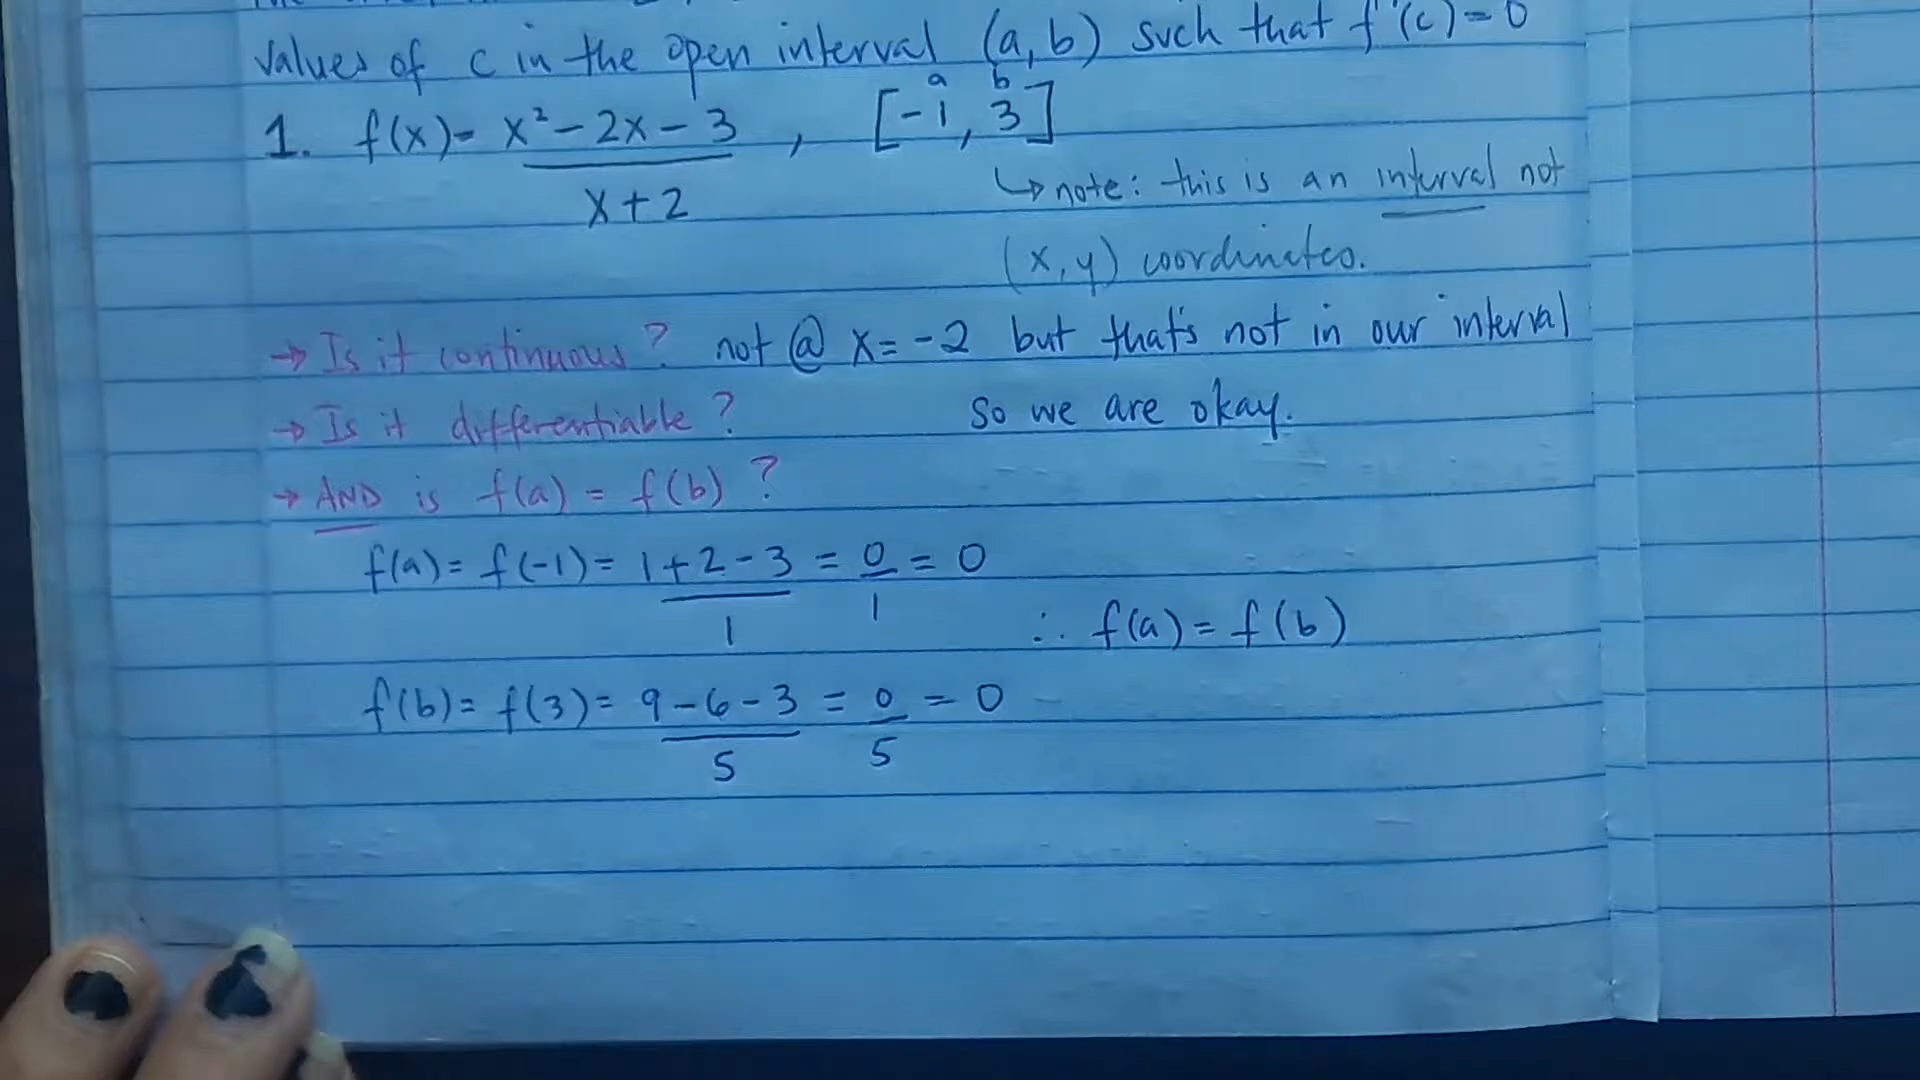 values of c in the open interval (a, b) such that f'(c) = 0
a b
1. f(x) = x² - 2x - 3 , [-1, 3]
x + 2
↳ note: this is an interval not
(x, y) coordinates.
→ Is it continuous? not @ x = -2 but that's not in our interval
→ Is it differentiable? so we are okay.
→ AND is f(a) = f(b) ?
f(a) = f(-1) = 1 + 2 - 3 = 0 = 0
1 1
∴ f(a) = f(b)
f(b) = f(3) = 9 - 6 - 3 = 0 = 0
5 5